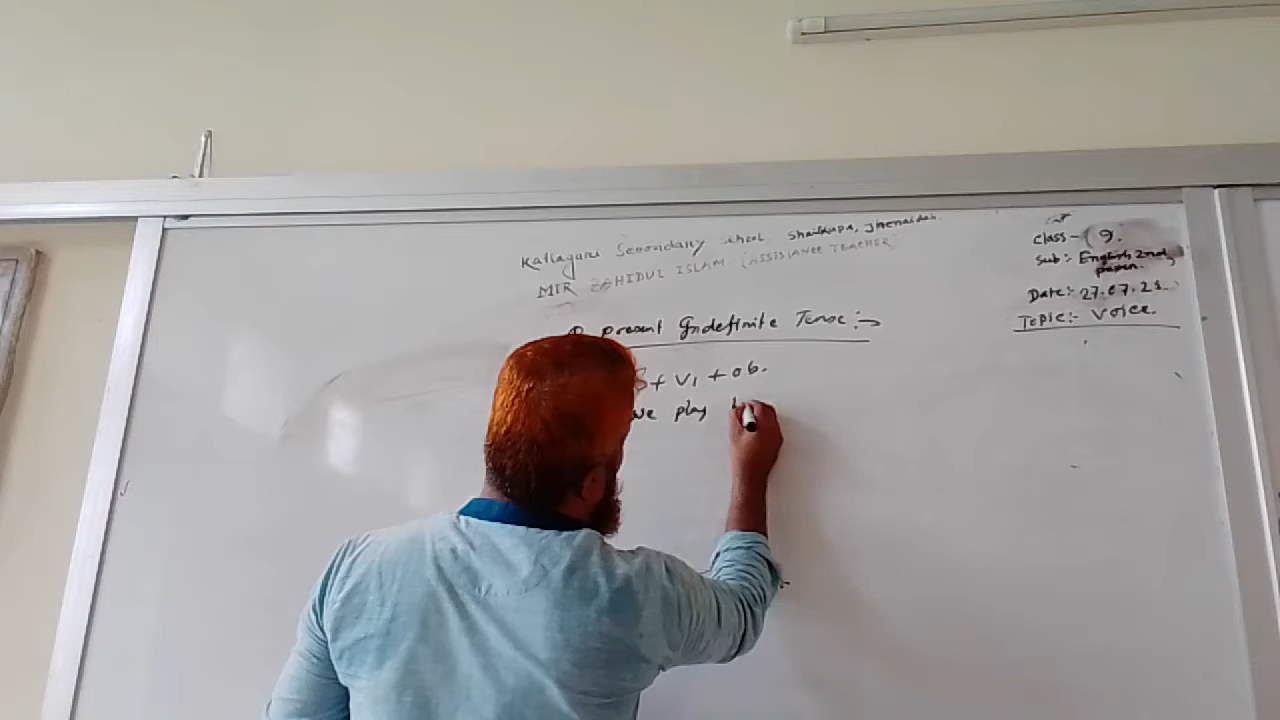 Secondary School, Shailkupa, Jhenaidah.
MIR ZAHIDUL ISLAM (ASSISTANCE TEACHER)
Class- 9.
Sub:- English 2nd paper.
Date:- 27.07.21.
Topic:- Voice.
present Indefinite Tense:-
S + V1 + ob.
we play